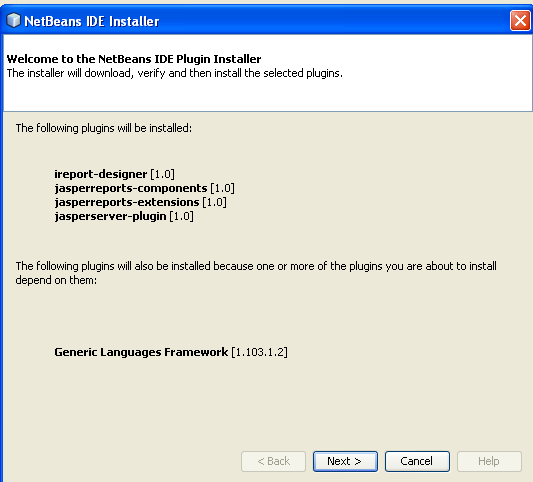 NetBeans IDE Installer
Welcome to the NetBeans IDE Plugin Installer
The installer will download, verify and then install the selected plugins.
The following plugins will be installed:
ireport-designer [1.0]
jasperreports-components [1.0]
jasperreports-extensions [1.0]
jasperserver-plugin [1.0]
The following plugins will also be installed because one or more of the plugins you are about to install
depend on them:
Generic Languages Framework [1.103.1.2]
< Back Next > Cancel Help